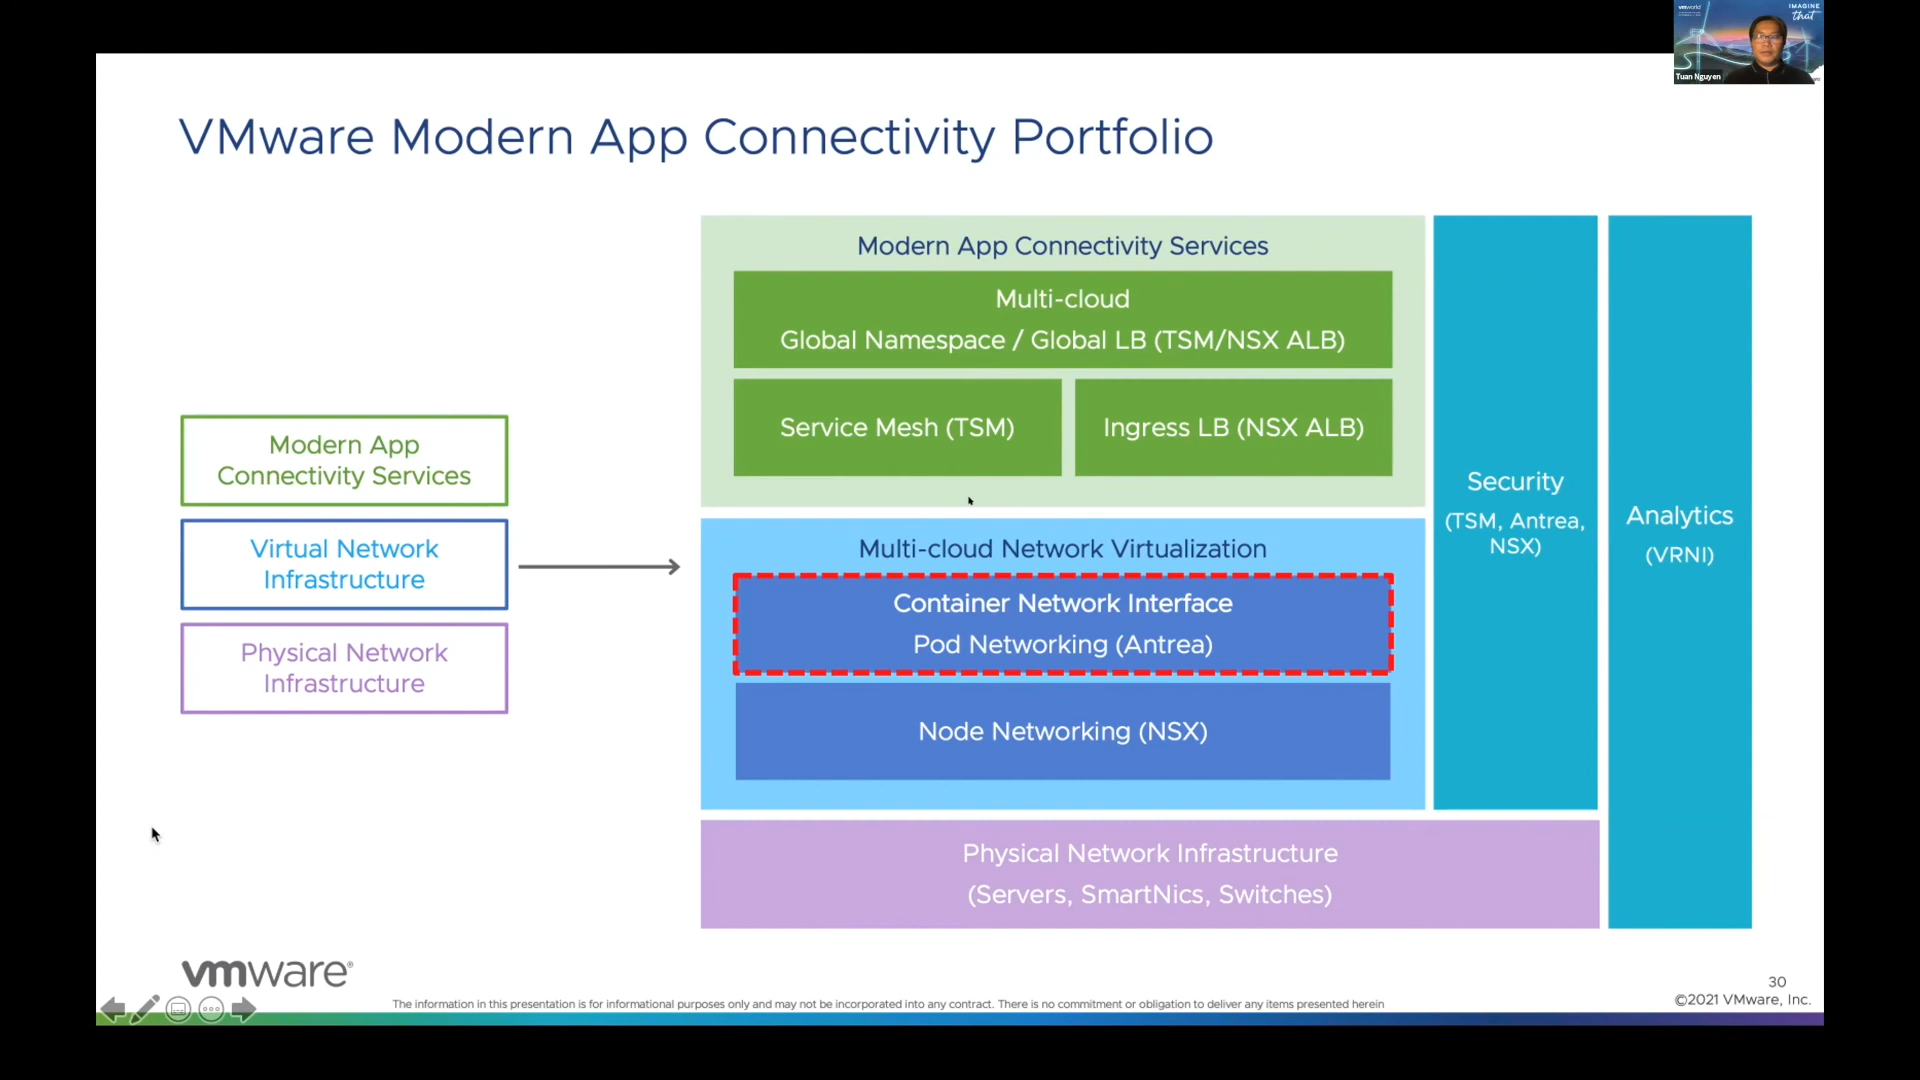 vmworld
IMAGINE
that
Tuan Nguyen
VMware Modern App Connectivity Portfolio
Modern App
Connectivity Services
Virtual Network
Infrastructure
Physical Network
Infrastructure
Modern App Connectivity Services
Multi-cloud
Global Namespace / Global LB (TSM/NSX ALB)
Service Mesh (TSM)
Ingress LB (NSX ALB)
Multi-cloud Network Virtualization
Container Network Interface
Pod Networking (Antrea)
Node Networking (NSX)
Physical Network Infrastructure
(Servers, SmartNics, Switches)
Security
(TSM, Antrea,
NSX)
Analytics
(VRNI)
vmware®
The information in this presentation is for informational purposes only and may not be incorporated into any contract. There is no commitment or obligation to deliver any items presented herein
30
©2021 VMware, Inc.